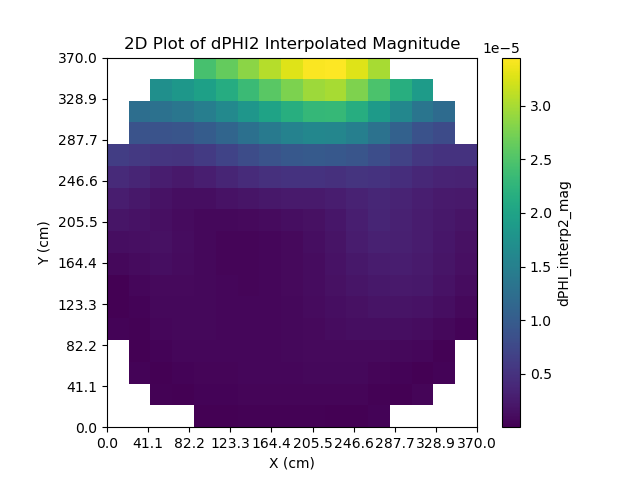 2D Plot of dPHI2 Interpolated Magnitude
1e−5
370.0
328.9
287.7
246.6
205.5
164.4
123.3
82.2
41.1
0.0
Y (cm)
0.0 41.1 82.2 123.3 164.4 205.5 246.6 287.7 328.9 370.0
X (cm)
3.0
2.5
2.0
1.5
1.0
0.5
dPHI_interp2_mag